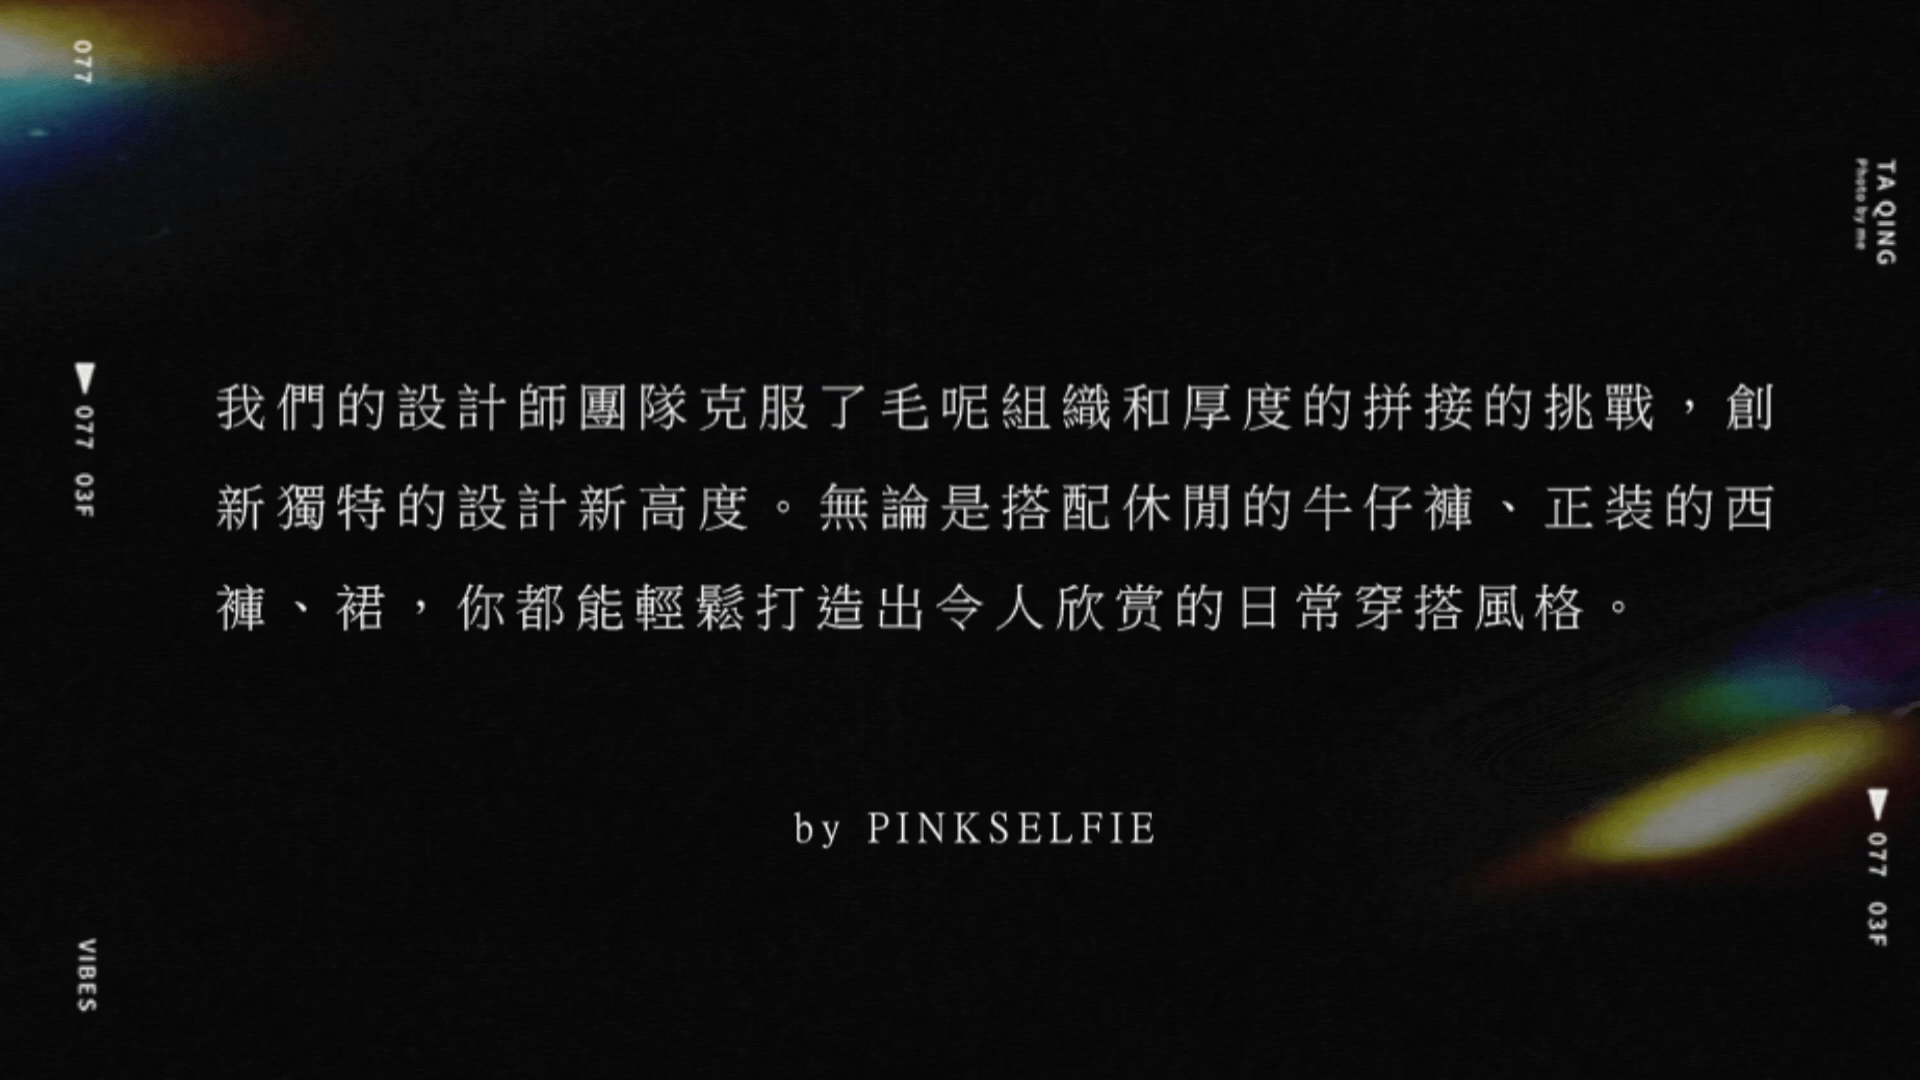 077
TA QING
Photo by me
▼ 077 03F
我們的設計師團隊克服了毛呢組織和厚度的拼接的挑戰，創
新獨特的設計新高度。無論是搭配休閒的牛仔褲、正装的西
褲、裙，你都能輕鬆打造出令人欣赏的日常穿搭風格。
by PINKSELFIE
▼ 077 03F
VIBES